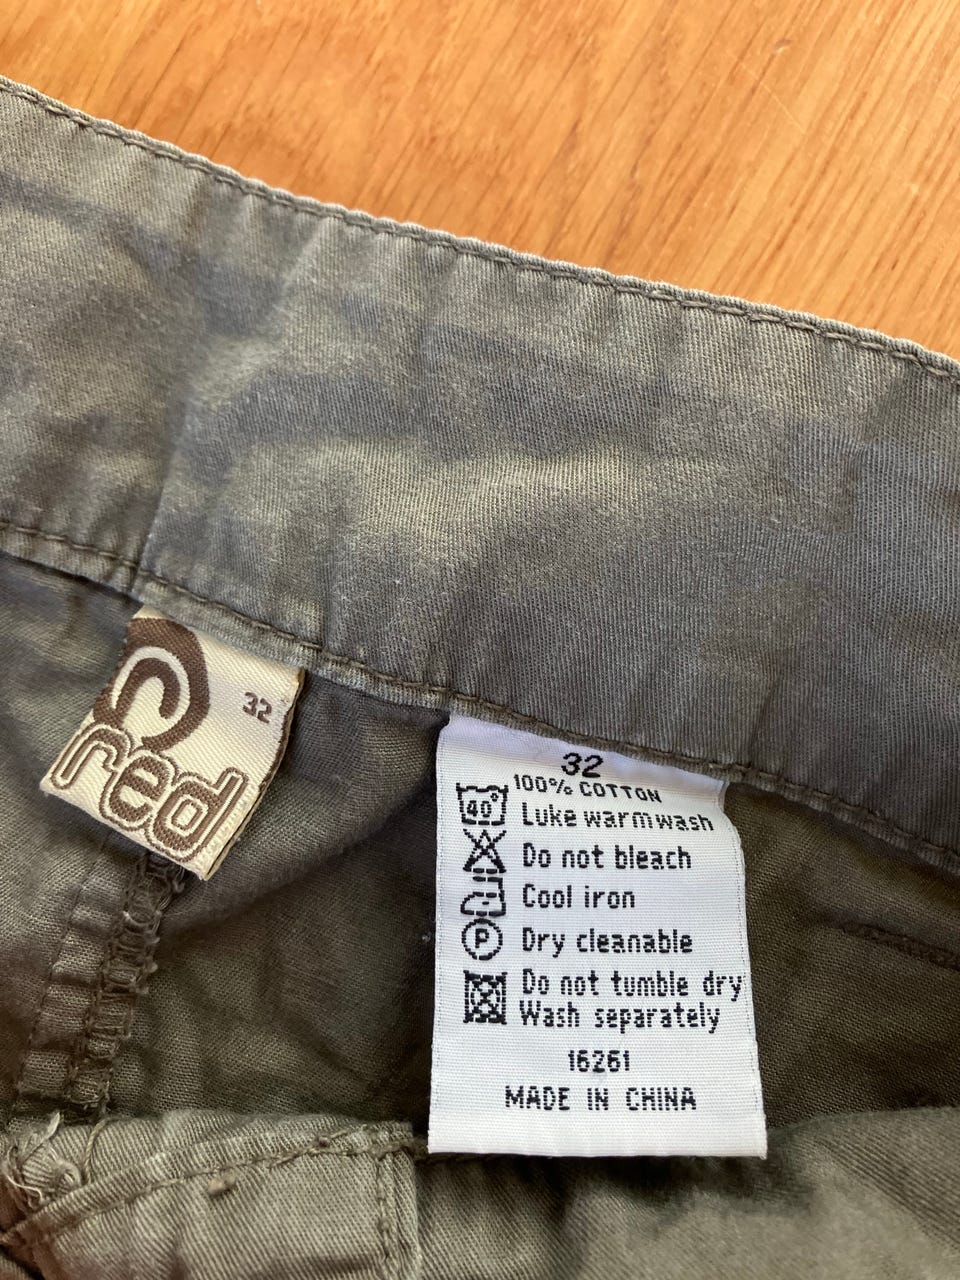 32
red
32
100% COTTON
40°
Luke warm wash
Do not bleach
Cool iron
P
Dry cleanable
Do not tumble dry
Wash separately
16261
MADE IN CHINA